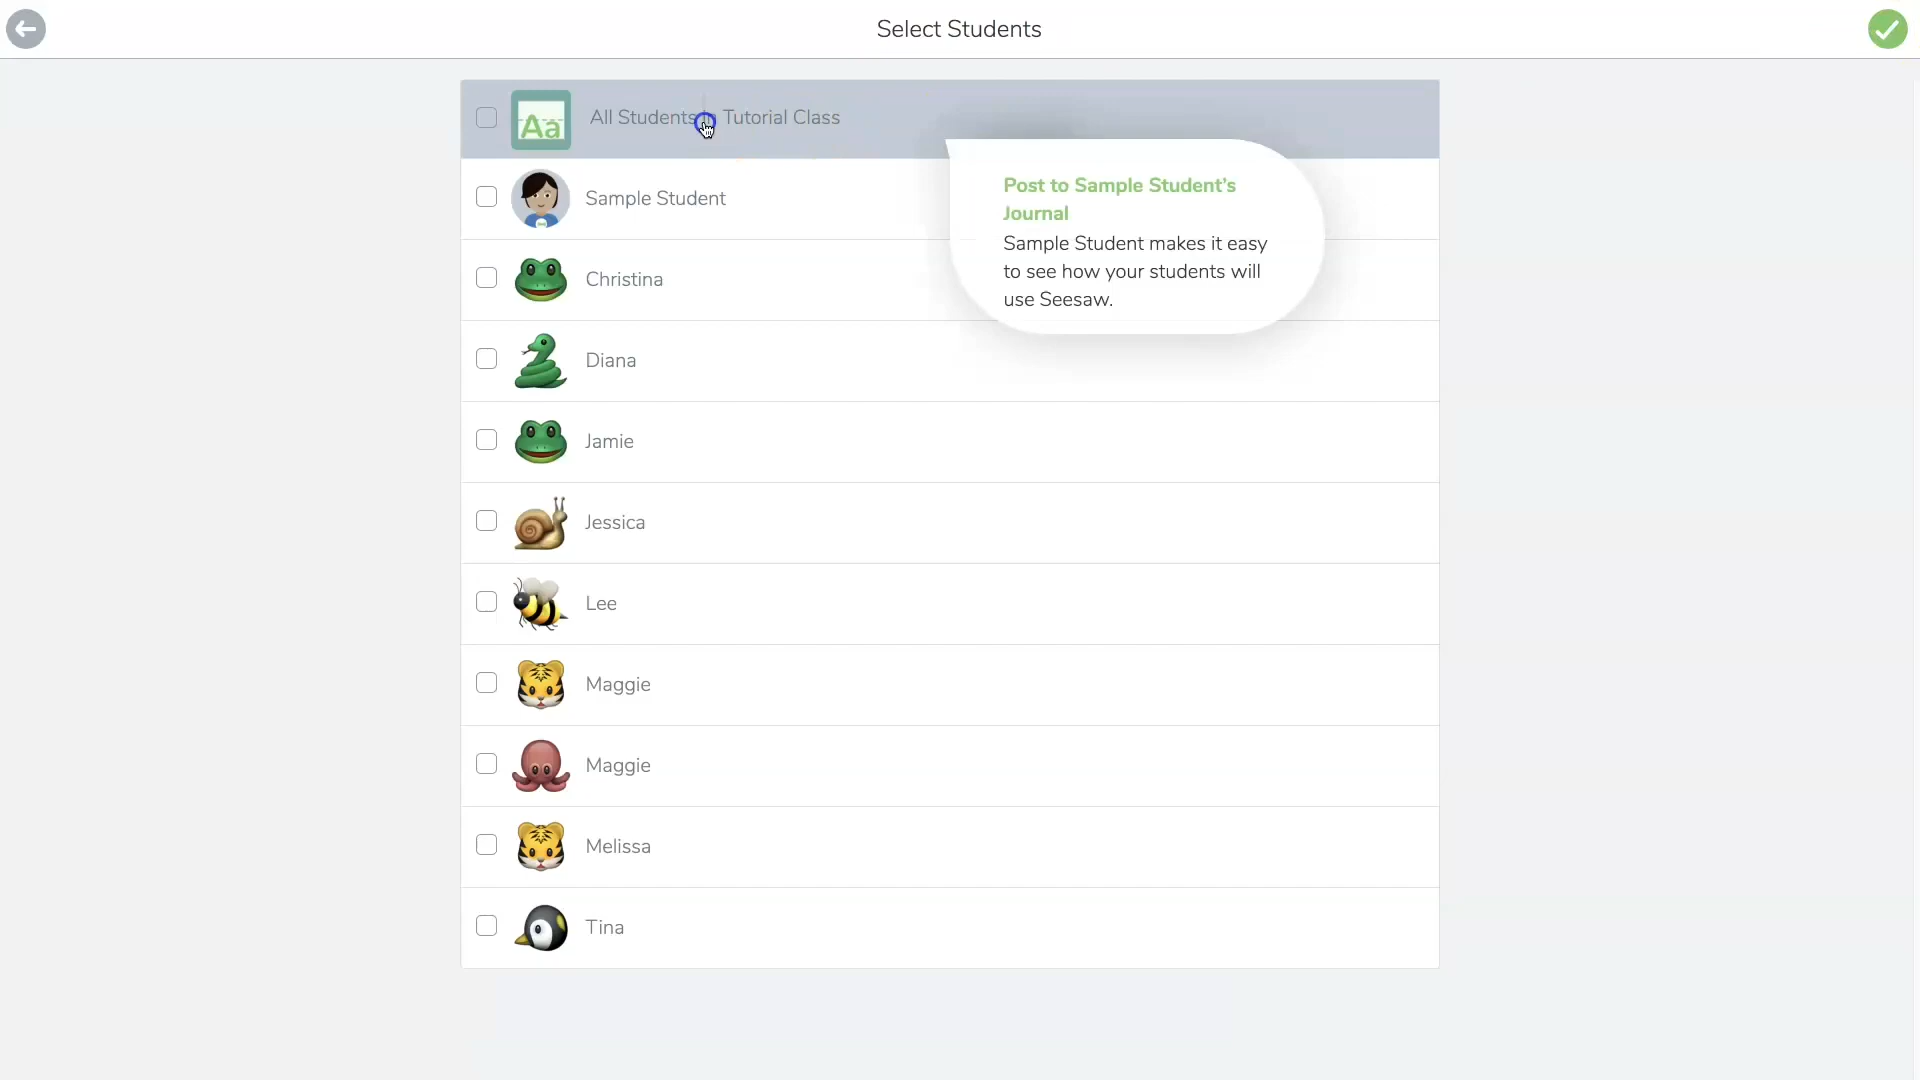 Select Students
Aa
All Students in Tutorial Class
Post to Sample Student's
Journal
Sample Student makes it easy
to see how your students will
use Seesaw.
Sample Student
Christina
Diana
Jamie
Jessica
Lee
Maggie
Maggie
Melissa
Tina